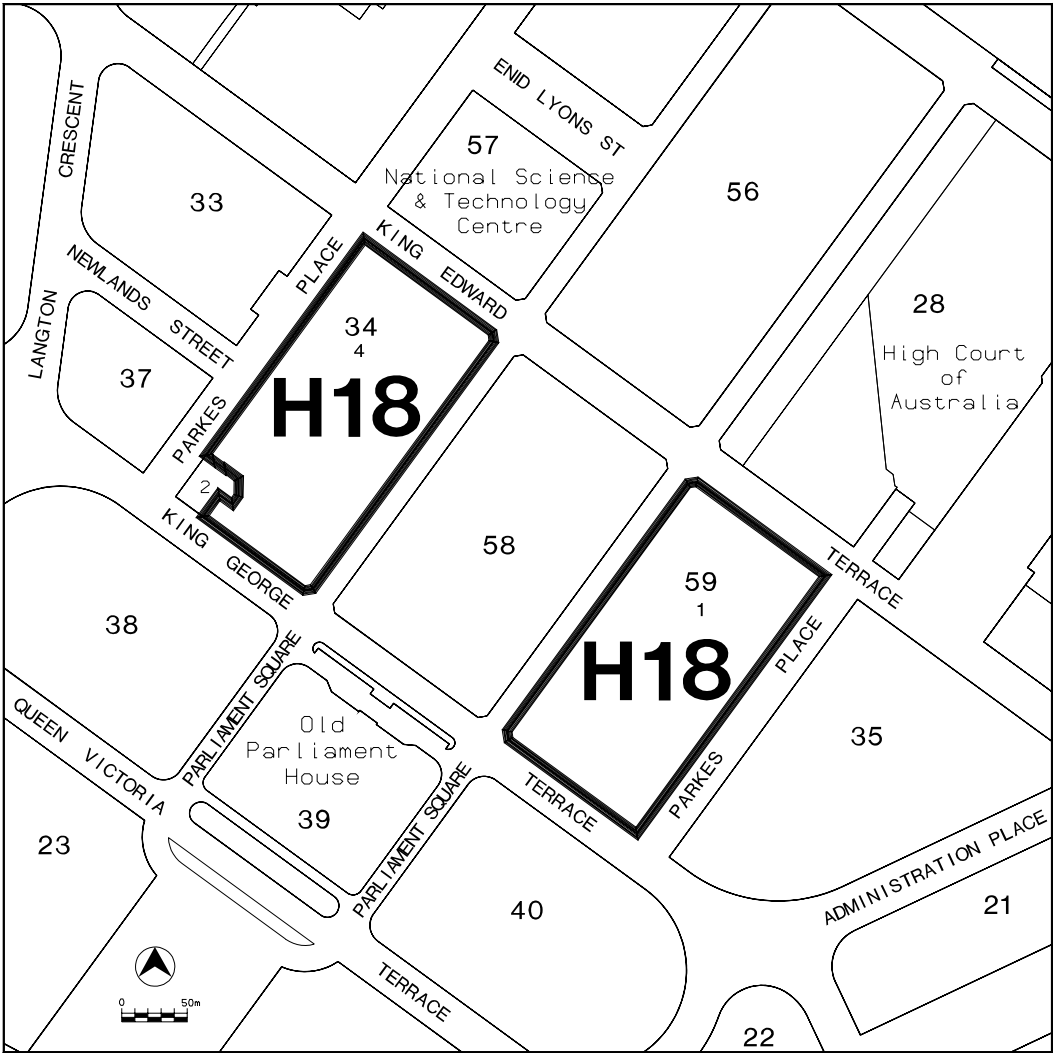 ENID LYONS ST
CRESCENT
57
National Science
& Technology
Centre
56
33
KING EDWARD
PLACE
NEWLANDS STREET
LANGTON
28
High Court
of
Australia
34
4
H18
37
PARKES
2
KING GEORGE
58
TERRACE
59
1
H18
PLACE
38
PARLIAMENT SQUARE
QUEEN VICTORIA
Old
Parliament
House
39
35
TERRACE
PARKES
PARLIAMENT SQUARE
23
ADMINISTRATION PLACE
40
21
TERRACE
0 50m
22